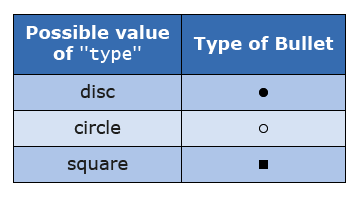 Possible value
of "type"
Type of Bullet
disc ●
circle ○
square ■